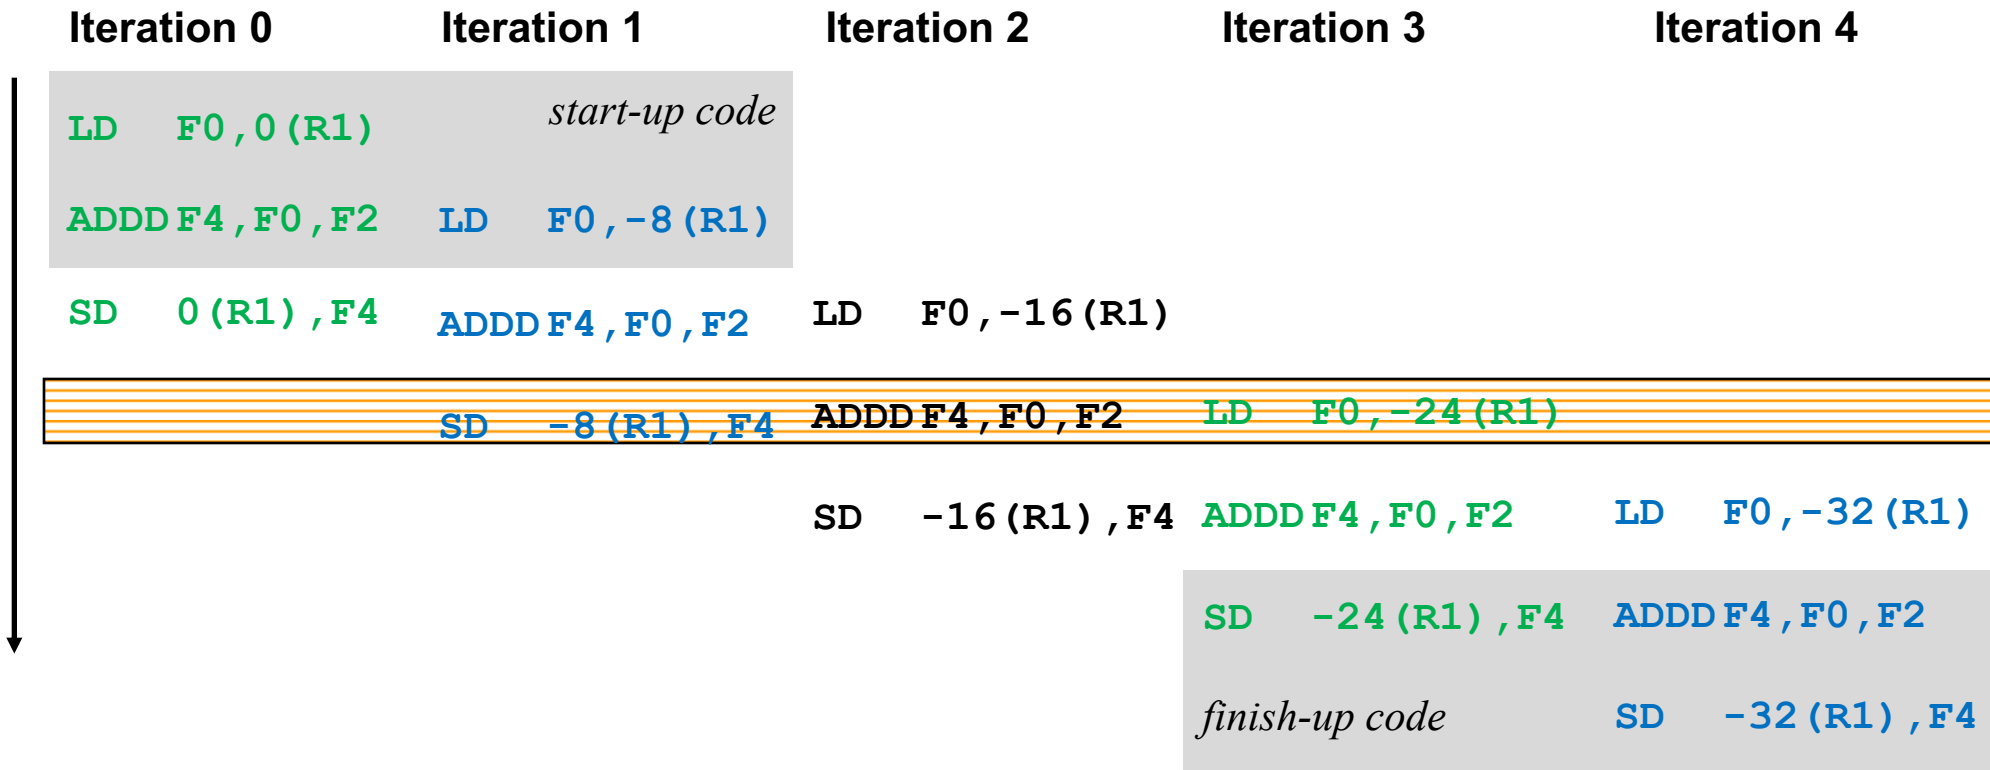 Iteration 0 Iteration 1 Iteration 2 Iteration 3 Iteration 4
LD F0,0(R1) start-up code
ADDD F4,F0,F2 LD F0,-8(R1)
SD 0(R1),F4 ADDD F4,F0,F2 LD F0,-16(R1)
SD -8(R1),F4 ADDD F4,F0,F2 LD F0,-24(R1)
SD -16(R1),F4 ADDD F4,F0,F2 LD F0,-32(R1)
SD -24(R1),F4 ADDD F4,F0,F2
finish-up code SD -32(R1),F4